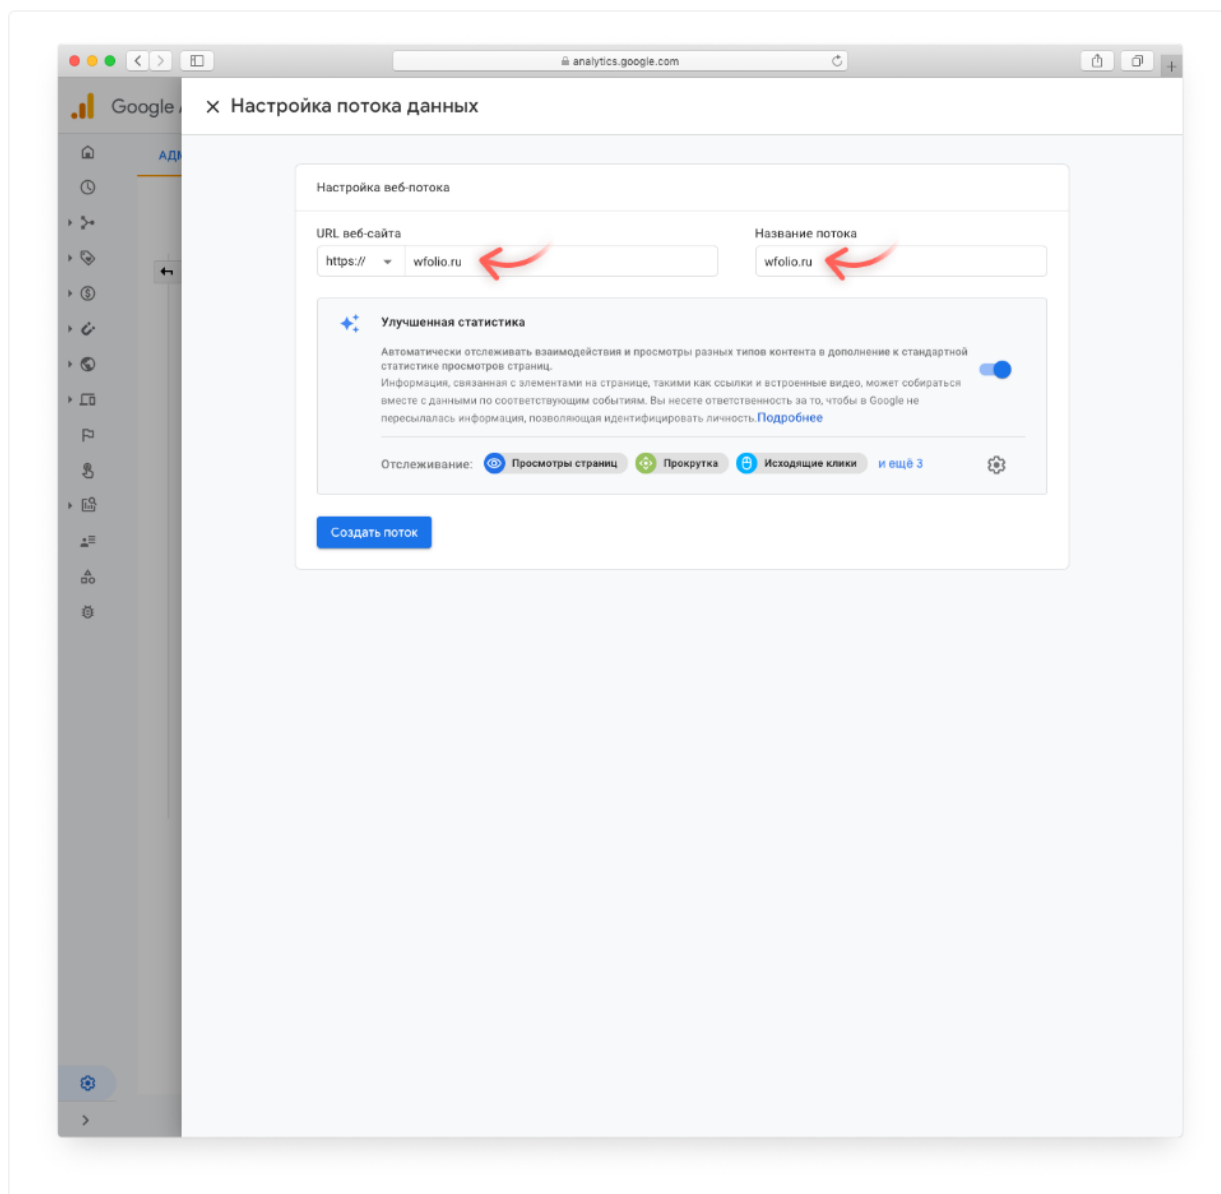 analytics.google.com
Google
Настройка потока данных
Настройка веб-потока
URL веб-сайта
Название потока
https://
wfolio.ru
wfolio.ru
Улучшенная статистика
Автоматически отслеживать взаимодействия и просмотры разных типов контента в дополнение к стандартной
статистике просмотров страниц.
Информация, связанная с элементами на странице, такими как ссылки и встроенные видео, может собираться
вместе с данными по соответствующим событиям. Вы несете ответственность за то, чтобы в Google не
пересылалась информация, позволяющая идентифицировать личность.Подробнее
Отслеживание: Просмотры страниц Прокрутка Исходящие клики и ещё 3
Создать поток